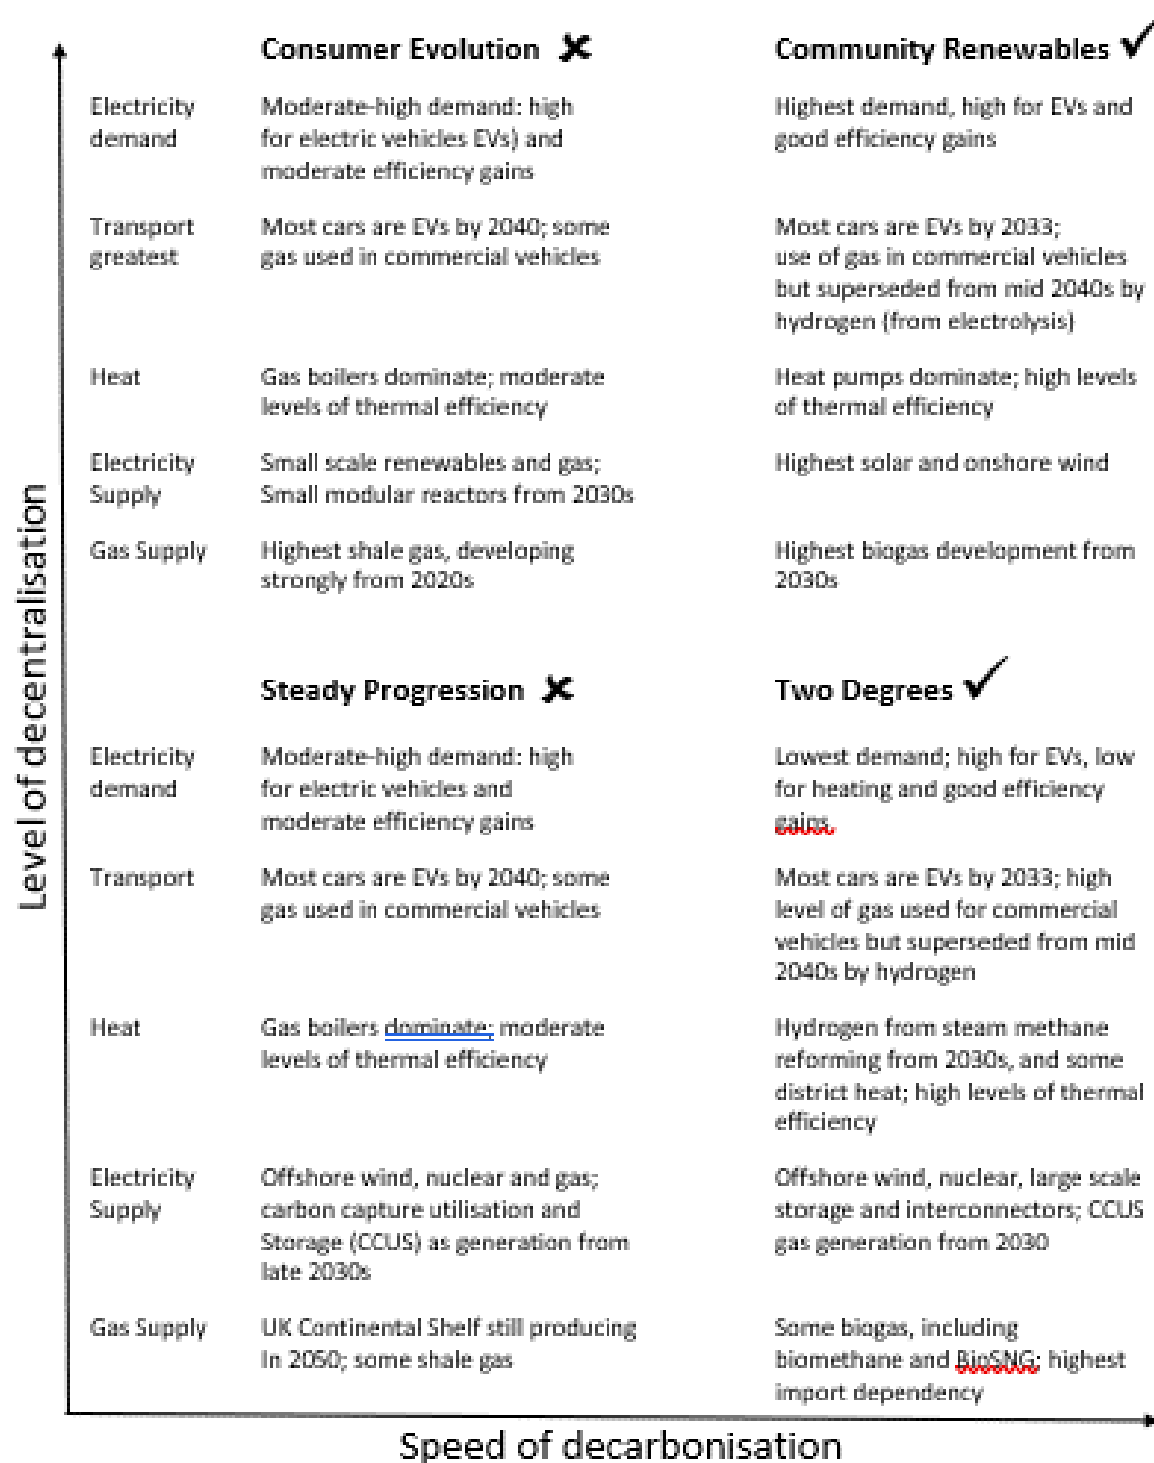 Consumer Evolution ✘
Community Renewables ✓
Electricity
demand
Moderate-high demand: high
for electric vehicles EVs) and
moderate efficiency gains
Highest demand, high for EVs and
good efficiency gains
Transport
greatest
Most cars are EVs by 2040; some
gas used in commercial vehicles
Most cars are EVs by 2033;
use of gas in commercial vehicles
but superseded from mid 2040s by
hydrogen (from electrolysis)
Heat
Gas boilers dominate; moderate
levels of thermal efficiency
Heat pumps dominate; high levels
of thermal efficiency
Electricity
Supply
Small scale renewables and gas;
Small modular reactors from 2030s
Highest solar and onshore wind
Gas Supply
Highest shale gas, developing
strongly from 2020s
Highest biogas development from
2030s
Steady Progression ✘
Two Degrees ✓
Electricity
demand
Moderate-high demand: high
for electric vehicles and
moderate efficiency gains
Lowest demand; high for EVs, low
for heating and good efficiency
gains.
Transport
Most cars are EVs by 2040; some
gas used in commercial vehicles
Most cars are EVs by 2033; high
level of gas used for commercial
vehicles but superseded from mid
2040s by hydrogen
Heat
Gas boilers dominate; moderate
levels of thermal efficiency
Hydrogen from steam methane
reforming from 2030s, and some
district heat; high levels of thermal
efficiency
Electricity
Supply
Offshore wind, nuclear and gas;
carbon capture utilisation and
Storage (CCUS) as generation from
late 2030s
Offshore wind, nuclear, large scale
storage and interconnectors; CCUS
gas generation from 2030
Gas Supply
UK Continental Shelf still producing
In 2050; some shale gas
Some biogas, including
biomethane and BioSNG; highest
import dependency
Level of decentralisation
Speed of decarbonisation